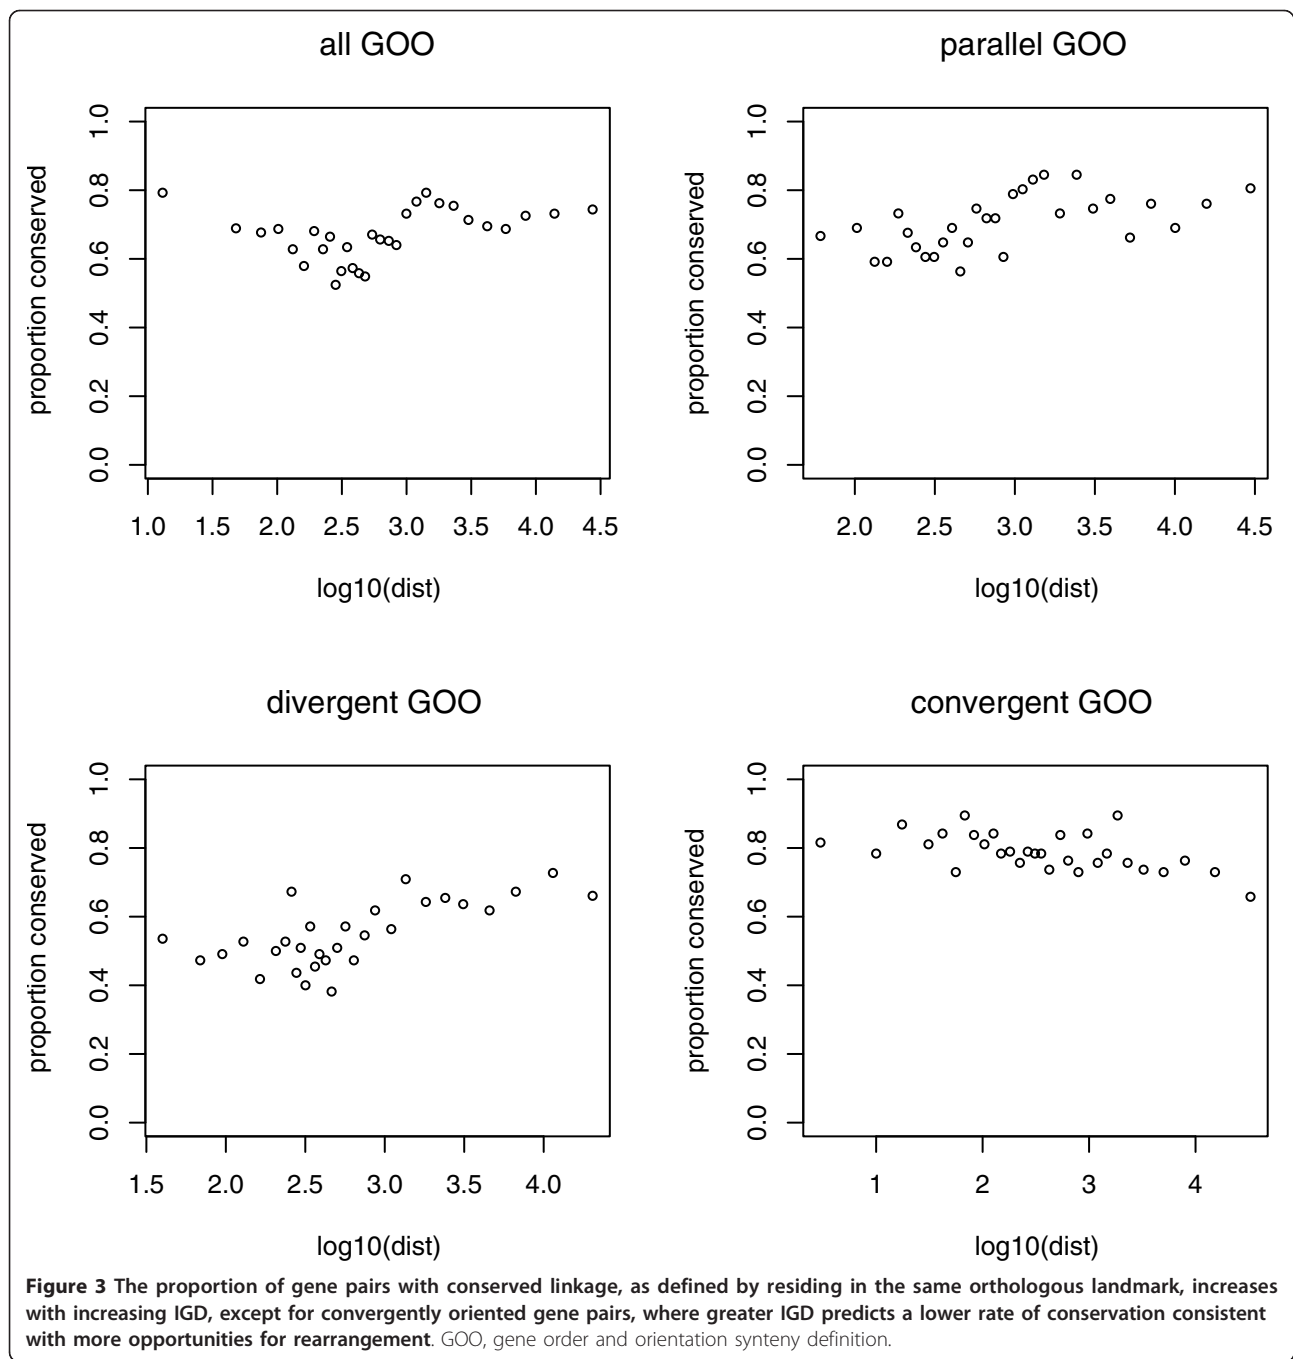 all GOO
proportion conserved
0.0 0.2 0.4 0.6 0.8 1.0
1.0 1.5 2.0 2.5 3.0 3.5 4.0 4.5
log10(dist)
parallel GOO
proportion conserved
0.0 0.2 0.4 0.6 0.8 1.0
2.0 2.5 3.0 3.5 4.0 4.5
log10(dist)
divergent GOO
proportion conserved
0.0 0.2 0.4 0.6 0.8 1.0
1.5 2.0 2.5 3.0 3.5 4.0
log10(dist)
convergent GOO
proportion conserved
0.0 0.2 0.4 0.6 0.8 1.0
1 2 3 4
log10(dist)
Figure 3 The proportion of gene pairs with conserved linkage, as defined by residing in the same orthologous landmark, increases
with increasing IGD, except for convergently oriented gene pairs, where greater IGD predicts a lower rate of conservation consistent
with more opportunities for rearrangement. GOO, gene order and orientation synteny definition.